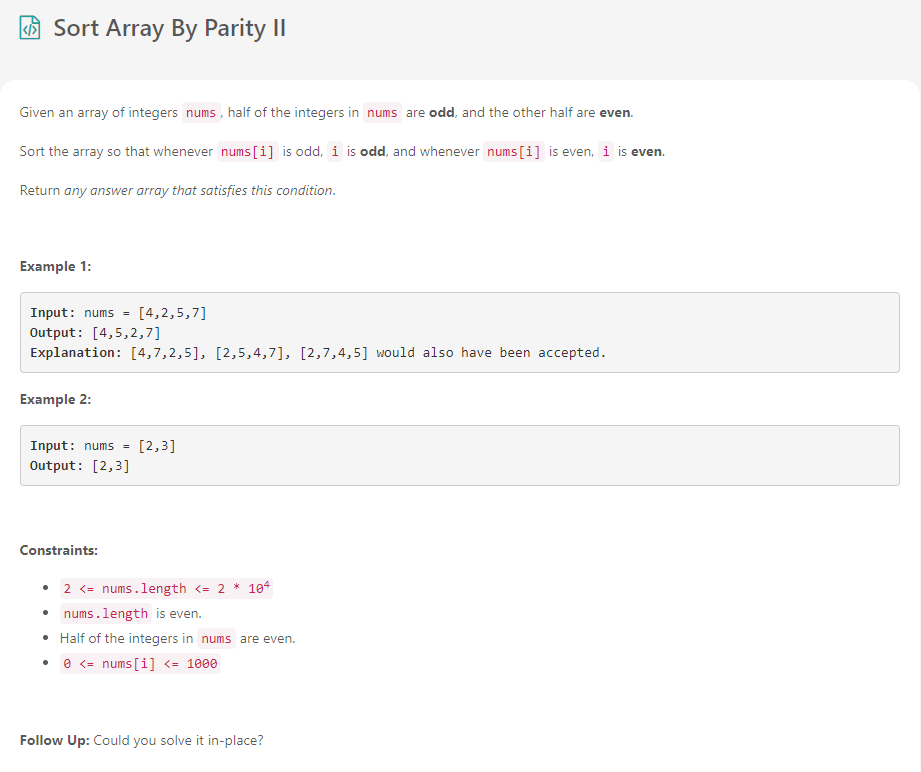 Sort Array By Parity II
Given an array of integers nums, half of the integers in nums are odd, and the other half are even.
Sort the array so that whenever nums[i] is odd, i is odd, and whenever nums[i] is even, i is even.
Return any answer array that satisfies this condition.
Example 1:
Input: nums = [4,2,5,7]
Output: [4,5,2,7]
Explanation: [4,7,2,5], [2,5,4,7], [2,7,4,5] would also have been accepted.
Example 2:
Input: nums = [2,3]
Output: [2,3]
Constraints:
• 2 <= nums.length <= 2 * 10⁴
• nums.length is even.
• Half of the integers in nums are even.
• 0 <= nums[i] <= 1000
Follow Up: Could you solve it in-place?